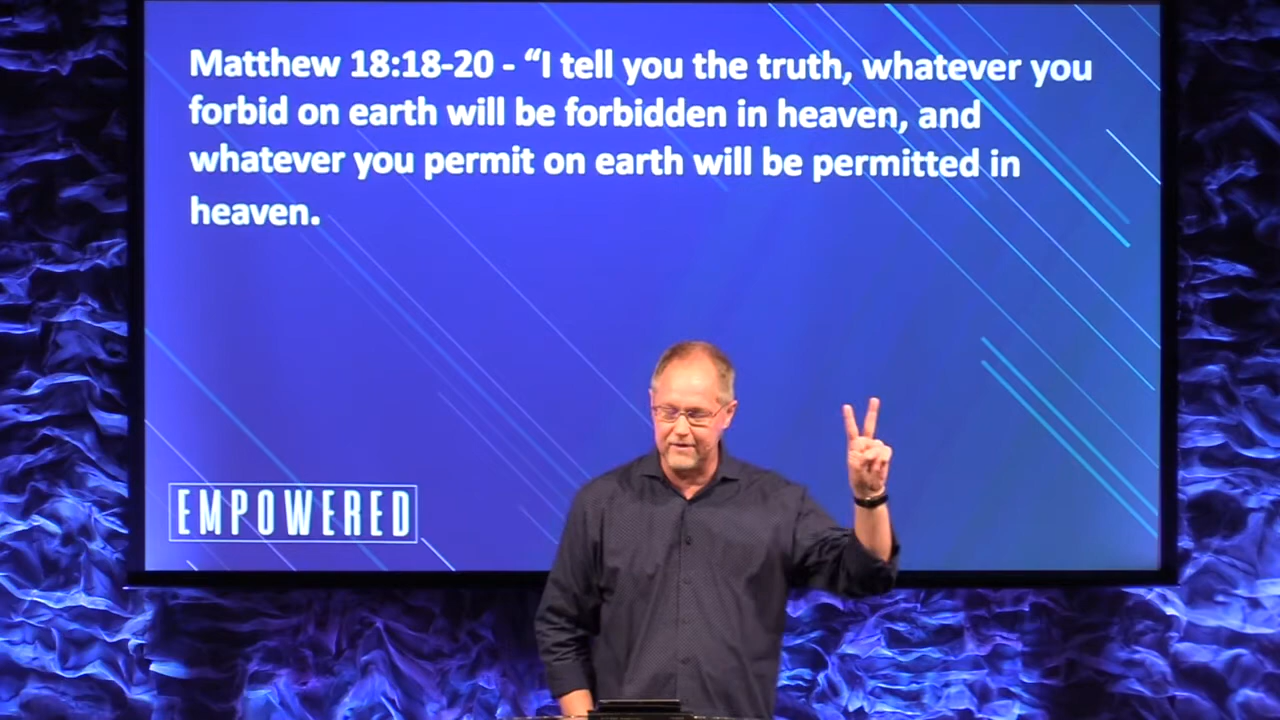 Matthew 18:18-20 - “I tell you the truth, whatever you
forbid on earth will be forbidden in heaven, and
whatever you permit on earth will be permitted in
heaven.
EMPOWERED